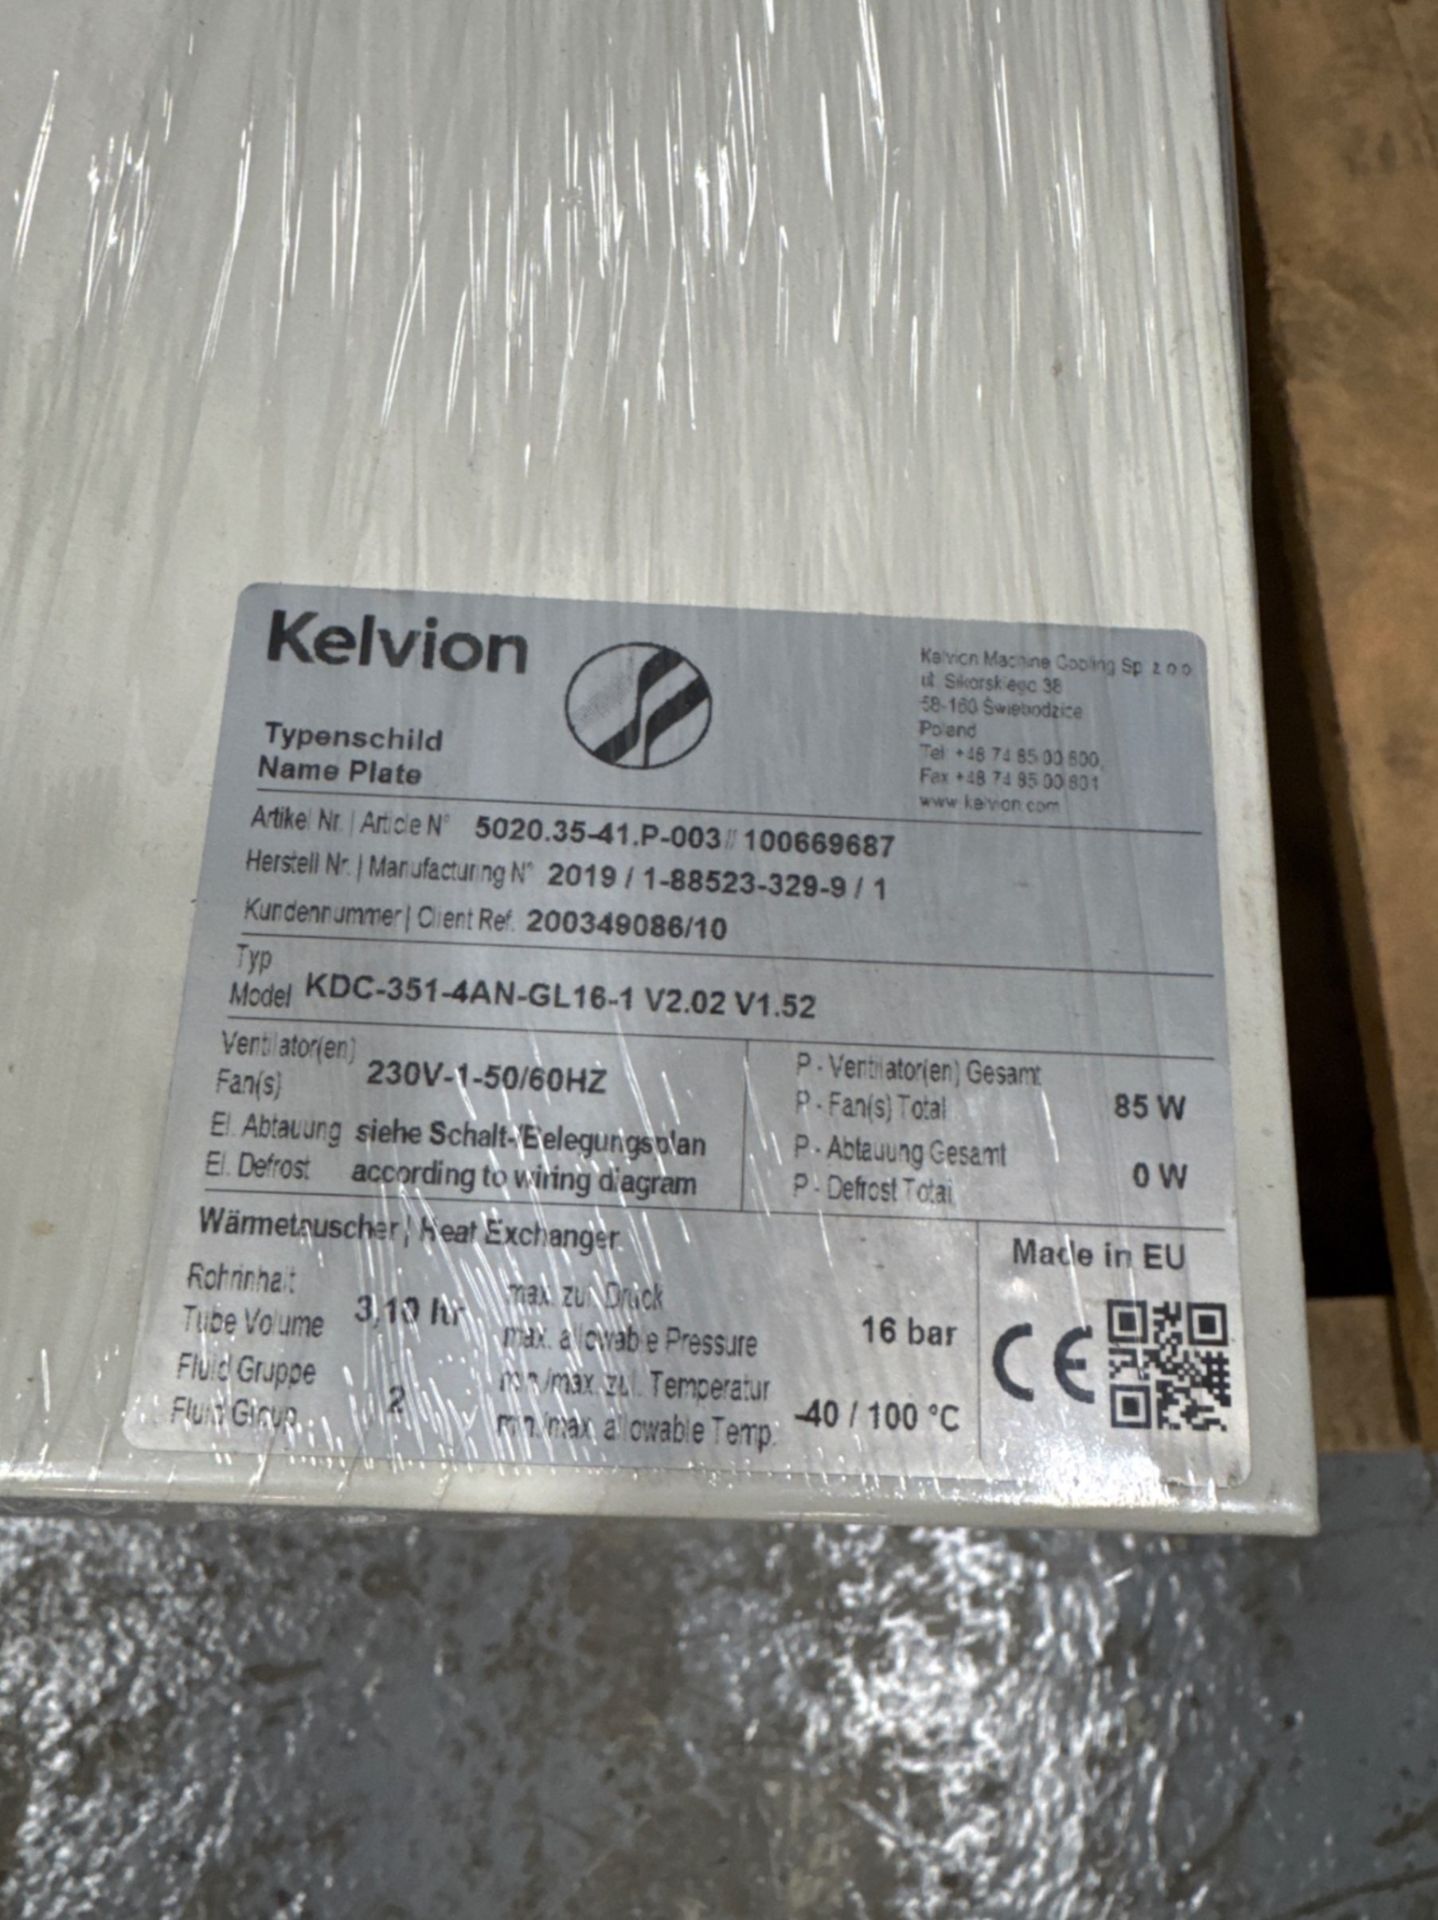 Kelvion
Kelvion Machine Cooling Sp. z o.o.
ul. Sikorskiego 38
58-160 Świebodzice
Poland
Tel. +48 74 85 00 800,
Fax +48 74 85 00 801
www.kelvion.com
Typenschild
Name Plate
Artikel Nr. | Article N° 5020.35-41.P-003 // 100669687
Herstell Nr. | Manufacturing N° 2019 / 1-88523-329-9 / 1
Kundennummer | Client Ref. 200349086/10
Typ
Model KDC-351-4AN-GL16-1 V2.02 V1.52
Ventilator(en)
Fan(s) 230V-1-50/60HZ
El. Abtauung siehe Schalt-/Belegungsplan
El. Defrost according to wiring diagram
P - Ventilator(en) Gesamt
P - Fan(s) Total 85 W
P - Abtauung Gesamt
P - Defrost Total 0 W
Wärmetauscher | Heat Exchanger
Rohrinhalt
Tube Volume 3,10 ltr
Fluid Gruppe
Fluid Group 2
max. zul. Druck
max. allowable Pressure 16 bar
min./max. zul. Temperatur
min./max. allowable Temp. -40 / 100 °C
Made in EU
CE